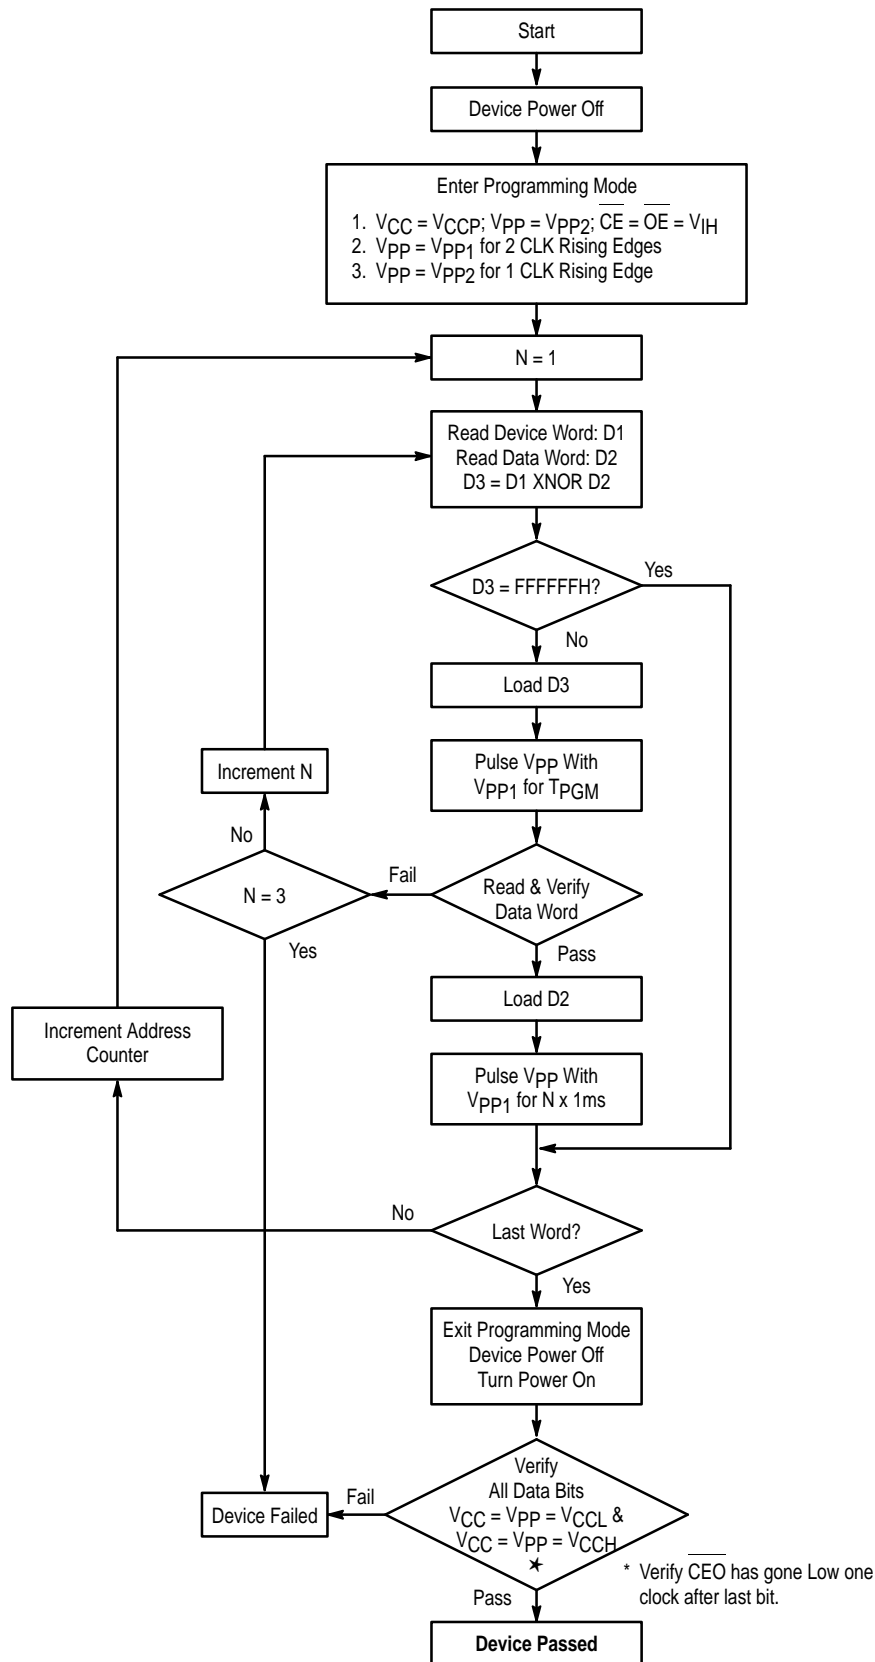 Start
Device Power Off
Enter Programming Mode
1. VCC = VCCP; VPP = VPP2; C̅E̅ = O̅E̅ = VIH
2. VPP = VPP1 for 2 CLK Rising Edges
3. VPP = VPP2 for 1 CLK Rising Edge
N = 1
Read Device Word: D1
Read Data Word: D2
D3 = D1 XNOR D2
D3 = FFFFFFH?
Yes
No
Load D3
Pulse VPP With
VPP1 for TPGM
Increment N
No
N = 3
Fail
Read & Verify
Data Word
Yes
Pass
Load D2
Increment Address
Counter
Pulse VPP With
VPP1 for N x 1ms
No
Last Word?
Yes
Exit Programming Mode
Device Power Off
Turn Power On
Verify
All Data Bits
VCC = VPP = VCCL &
VCC = VPP = VCCH
★
Fail
Device Failed
* Verify C̅E̅O̅ has gone Low one
clock after last bit.
Pass
Device Passed